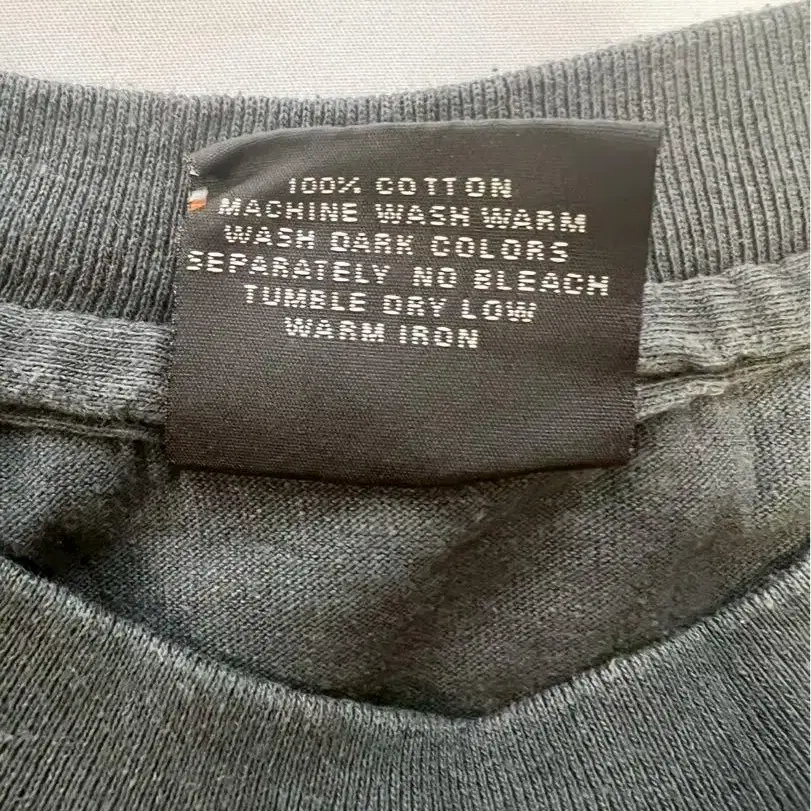 100% COTTON
MACHINE WASH WARM
WASH DARK COLORS
SEPARATELY NO BLEACH
TUMBLE DRY LOW
WARM IRON